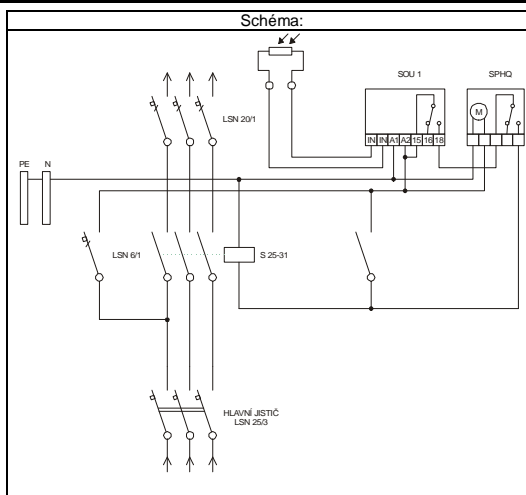 Schéma:
SOU 1
SPHQ
LSN 20/1
M
IN IN A1 A2 15 16 18
PE N
LSN 6/1
S 25-31
HLAVNÍ JISTIČ
LSN 25/3